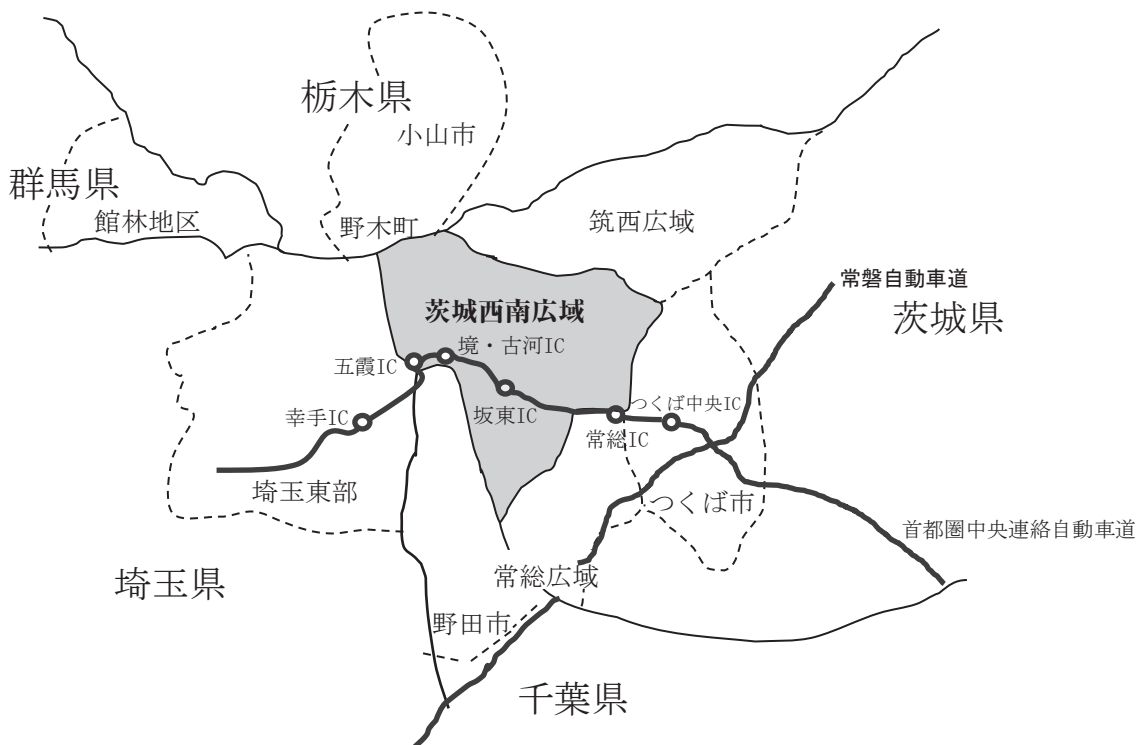 栃木県
小山市
群馬県
館林地区
野木町
筑西広域
常磐自動車道
茨城県
茨城西南広域
境・古河IC
五霞IC
幸手IC
坂東IC
つくば中央IC
常総IC
埼玉東部
つくば市
首都圏中央連絡自動車道
埼玉県
常総広域
野田市
千葉県